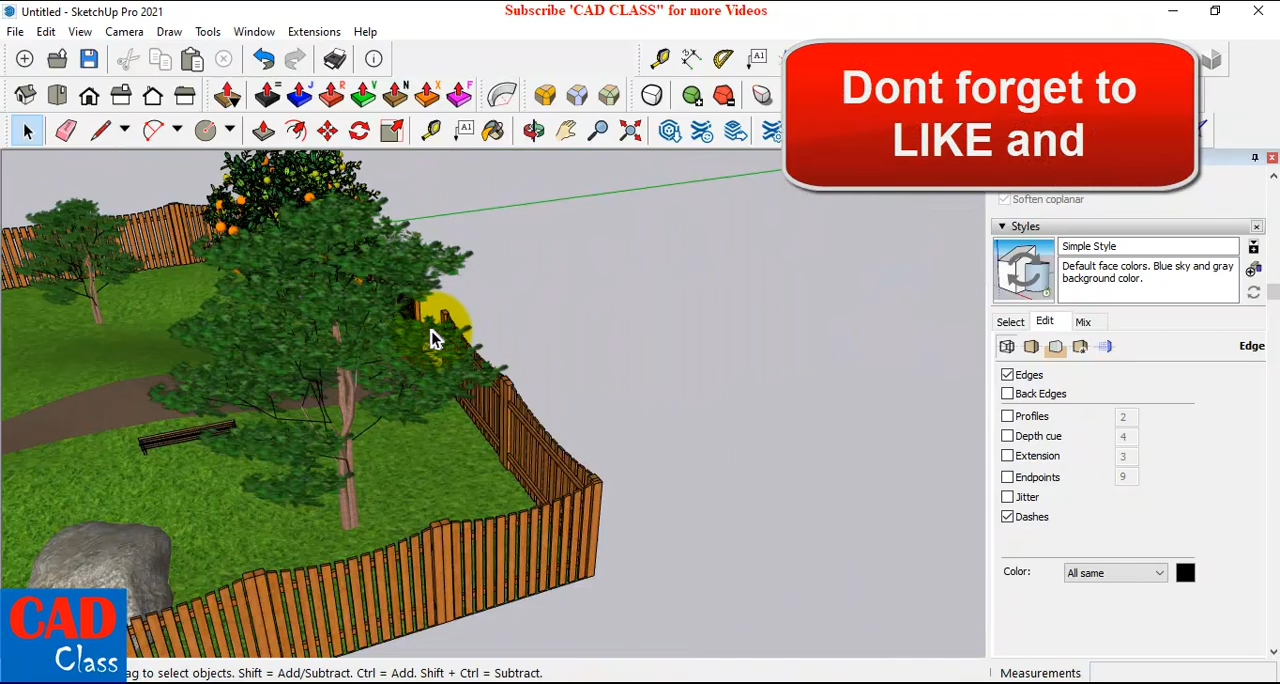 Untitled - SketchUp Pro 2021
Subscribe 'CAD CLASS" for more Videos
File Edit View Camera Draw Tools Window Extensions Help
Dont forget to
LIKE and
A1
= J R V N X F
A1
Soften coplanar
Styles
Simple Style
Default face colors. Blue sky and gray
background color.
Select Edit Mix
Edge
Edges
Back Edges
Profiles 2
Depth cue 4
Extension 3
Endpoints 9
Jitter
Dashes
Color: All same
CAD
Class
ag to select objects. Shift = Add/Subtract. Ctrl = Add. Shift + Ctrl = Subtract.
Measurements